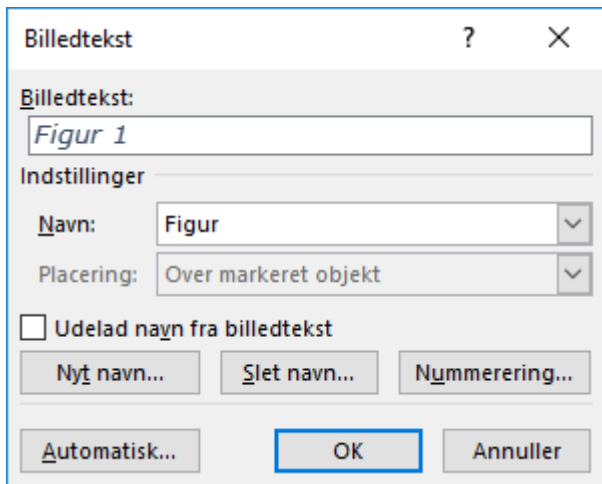 Billedtekst ?
Billedtekst:
Figur 1
Indstillinger
Navn: Figur
Placering: Over markeret objekt
Udelad navn fra billedtekst
Nyt navn... Slet navn... Nummerering...
Automatisk... OK Annuller